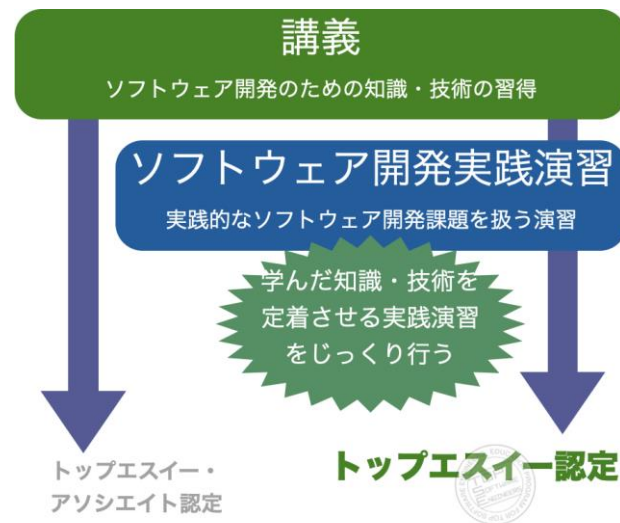 講義
ソフトウェア開発のための知識・技術の習得
ソフトウェア開発実践演習
実践的なソフトウェア開発課題を扱う演習
学んだ知識・技術を
定着させる実践演習
をじっくり行う
トップエスイー・
アソシエイト認定
トップエスイー認定